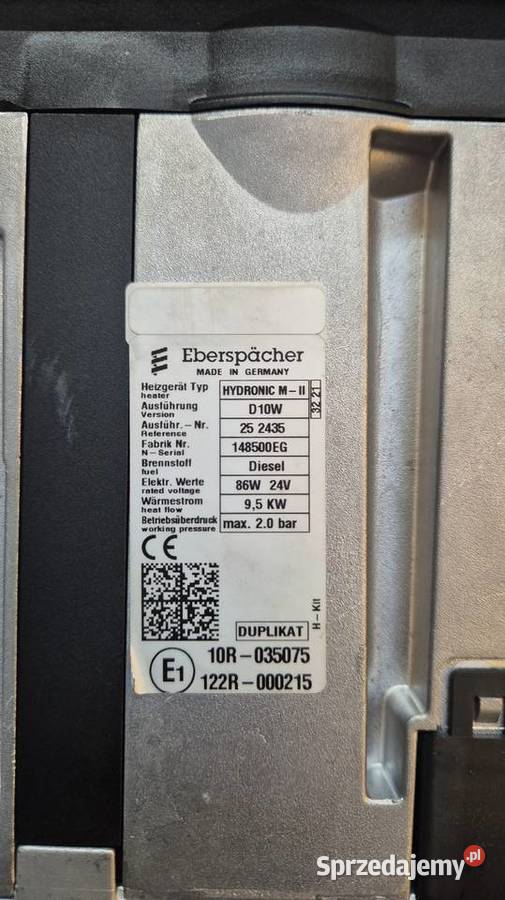 Eberspächer
MADE IN GERMANY
Heizgerät Typ HYDRONIC M-II
heater
32 21
Ausführung D10W
Version
Ausführ.-Nr. 25 2435
Reference
Fabrik Nr. 148500EG
N-Serial
Brennstoff Diesel
fuel
Elektr. Werte 86W 24V
rated voltage
Wärmestrom 9,5 KW
heat flow
Betriebsüberdruck max. 2.0 bar
working pressure
CE
DUPLIKAT
H-Kit
E1
10R-035075
122R-000215
Sprzedajemy.pl